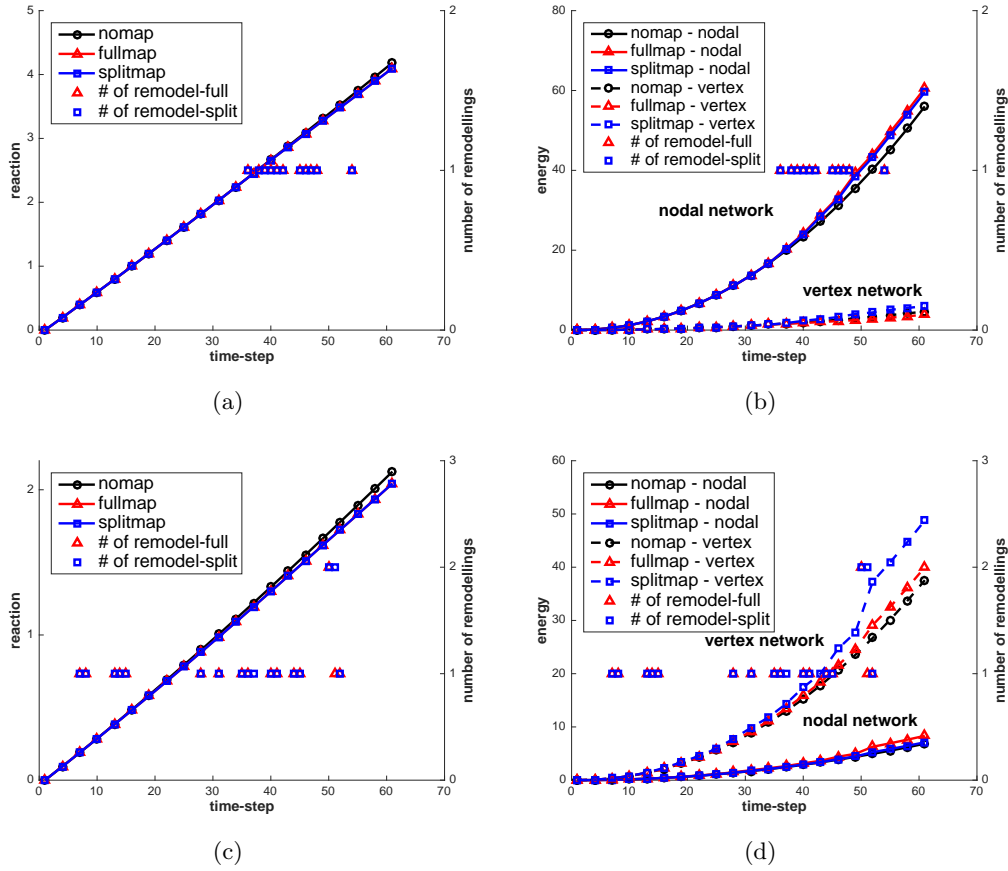 5
4
3
2
1
0
reaction
0
10
20
30
40
50
60
70
time-step
2
1
0
number of remodellings
nomap
fullmap
splitmap
# of remodel-full
# of remodel-split
(a)
80
60
40
20
0
energy
0
10
20
30
40
50
60
70
time-step
2
1
0
number of remodellings
nomap - nodal
fullmap - nodal
splitmap - nodal
nomap - vertex
fullmap - vertex
splitmap - vertex
# of remodel-full
# of remodel-split
nodal network
vertex network
(b)
2
1
0
reaction
0
10
20
30
40
50
60
70
time-step
3
2
1
0
number of remodellings
nomap
fullmap
splitmap
# of remodel-full
# of remodel-split
(c)
60
50
40
30
20
10
0
energy
0
10
20
30
40
50
60
70
time-step
3
2
1
0
number of remodellings
nomap - nodal
fullmap - nodal
splitmap - nodal
nomap - vertex
fullmap - vertex
splitmap - vertex
# of remodel-full
# of remodel-split
vertex network
nodal network
(d)